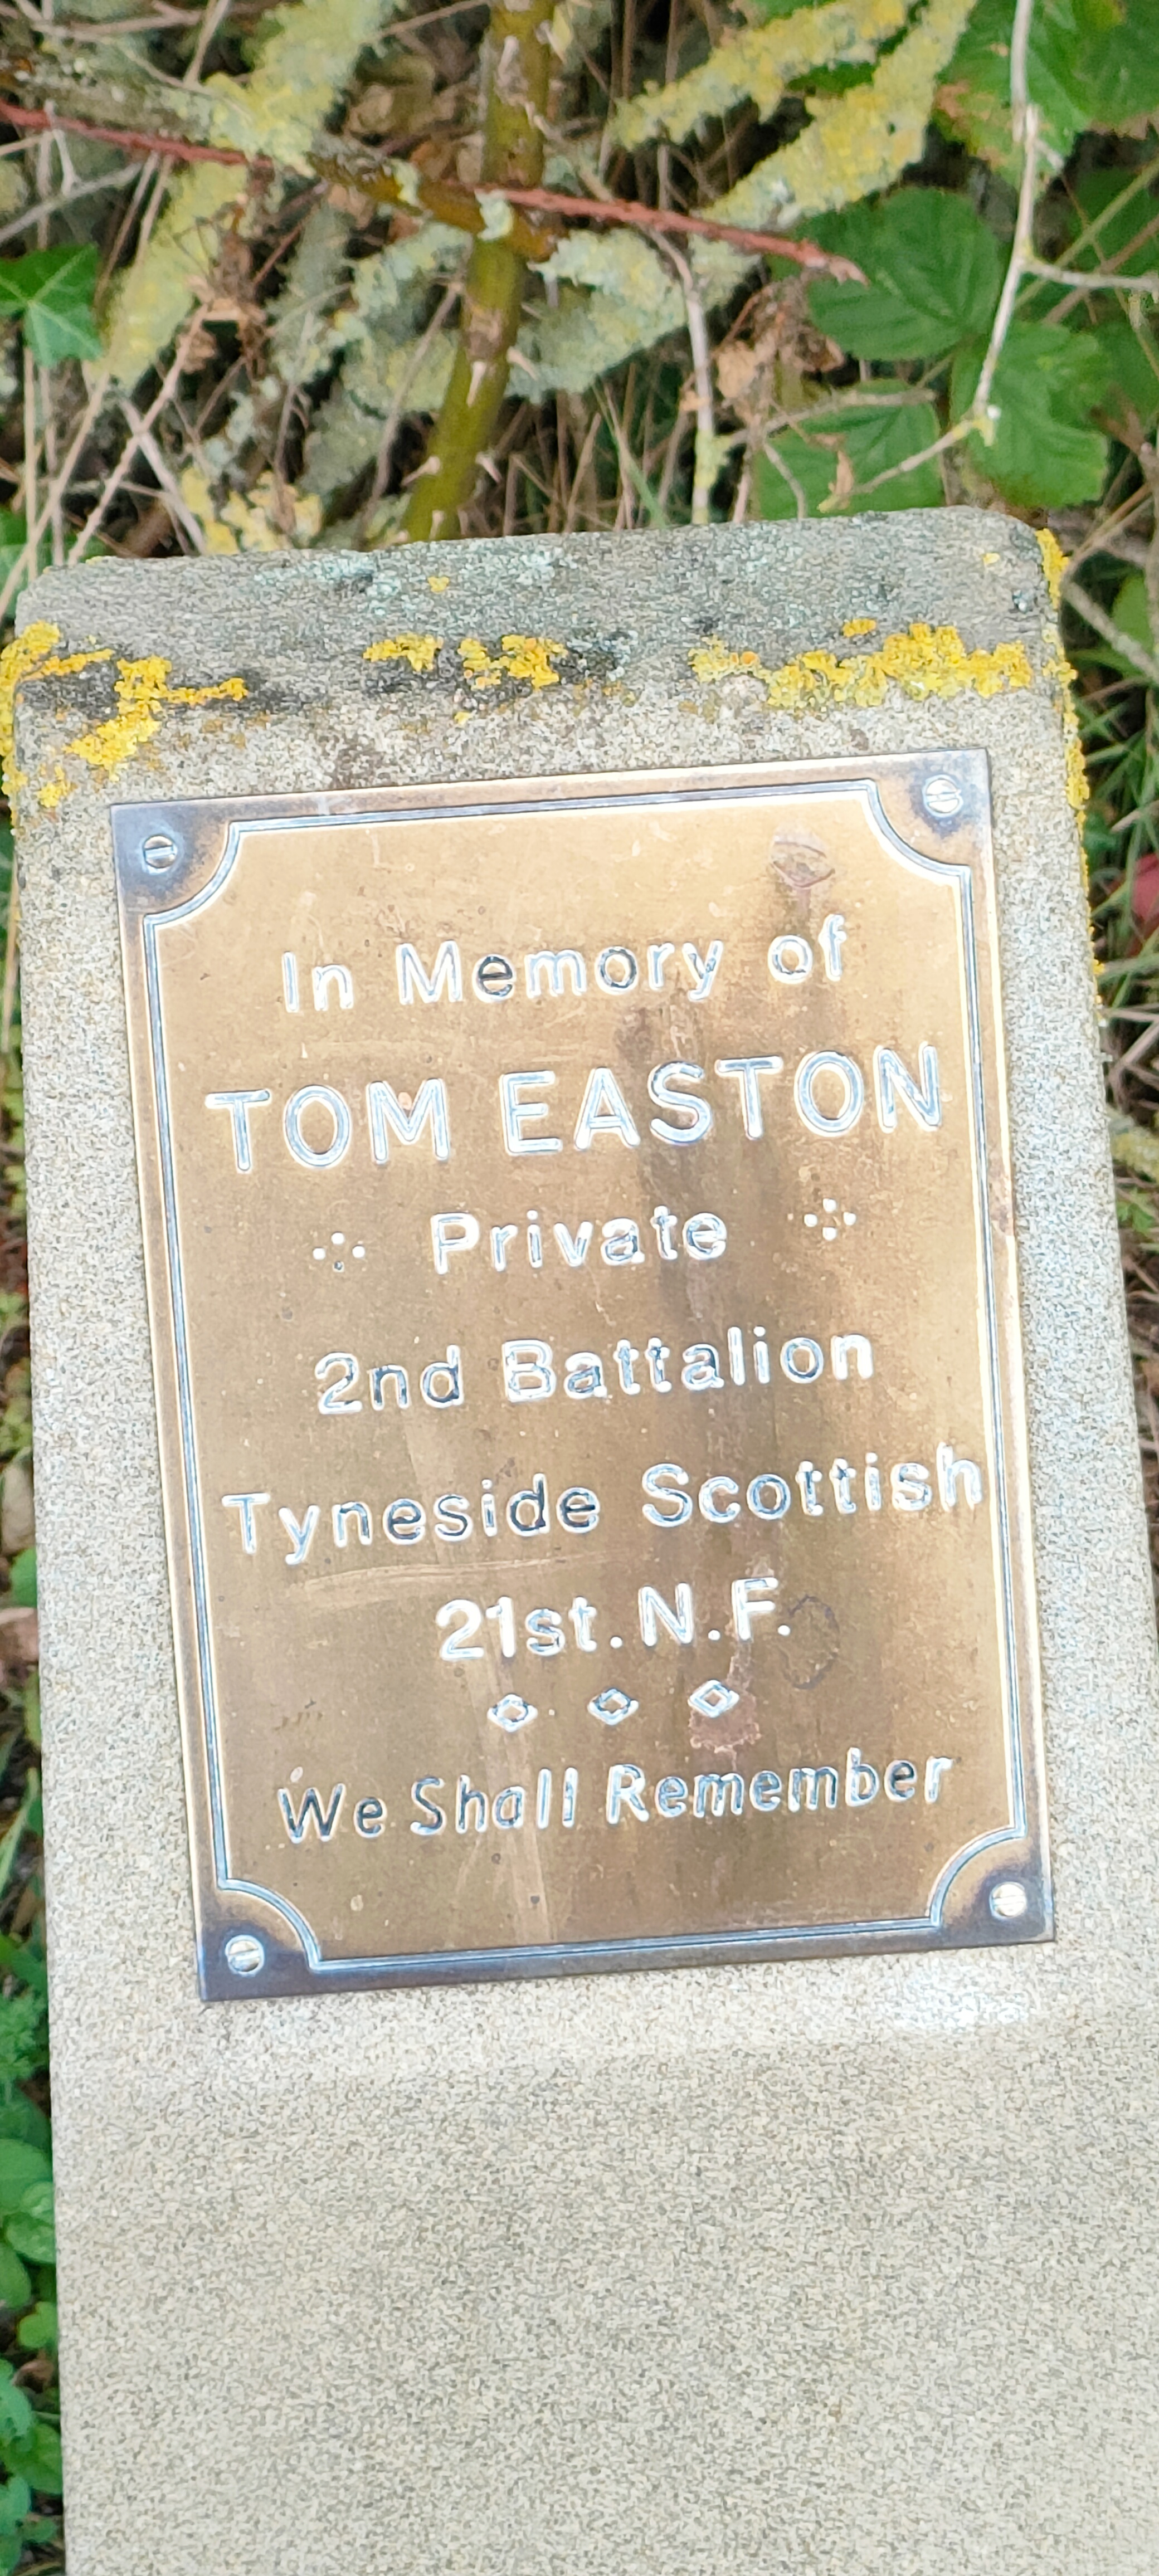 In Memory of
TOM EASTON
Private
2nd Battalion
Tyneside Scottish
21st. N.F.
We Shall Remember